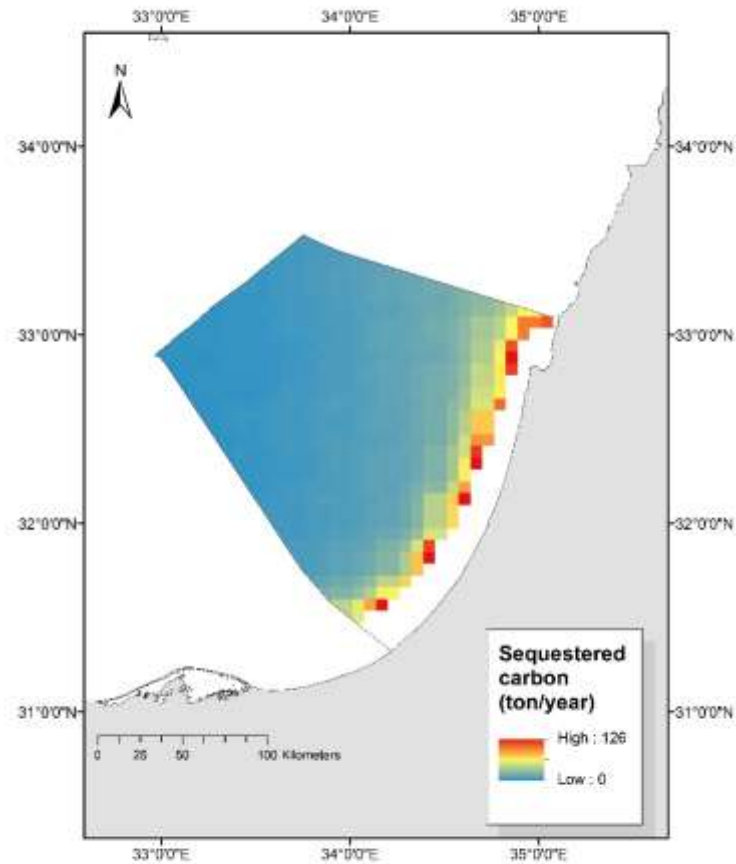 33°0'0"E 34°0'0"E 35°0'0"E
N
34°0'0"N 34°0'0"N
33°0'0"N 33°0'0"N
32°0'0"N 32°0'0"N
31°0'0"N 31°0'0"N
Sequestered
carbon
(ton/year)
High : 126
Low : 0
0 25 50 100 Kilometers
33°0'0"E 34°0'0"E 35°0'0"E